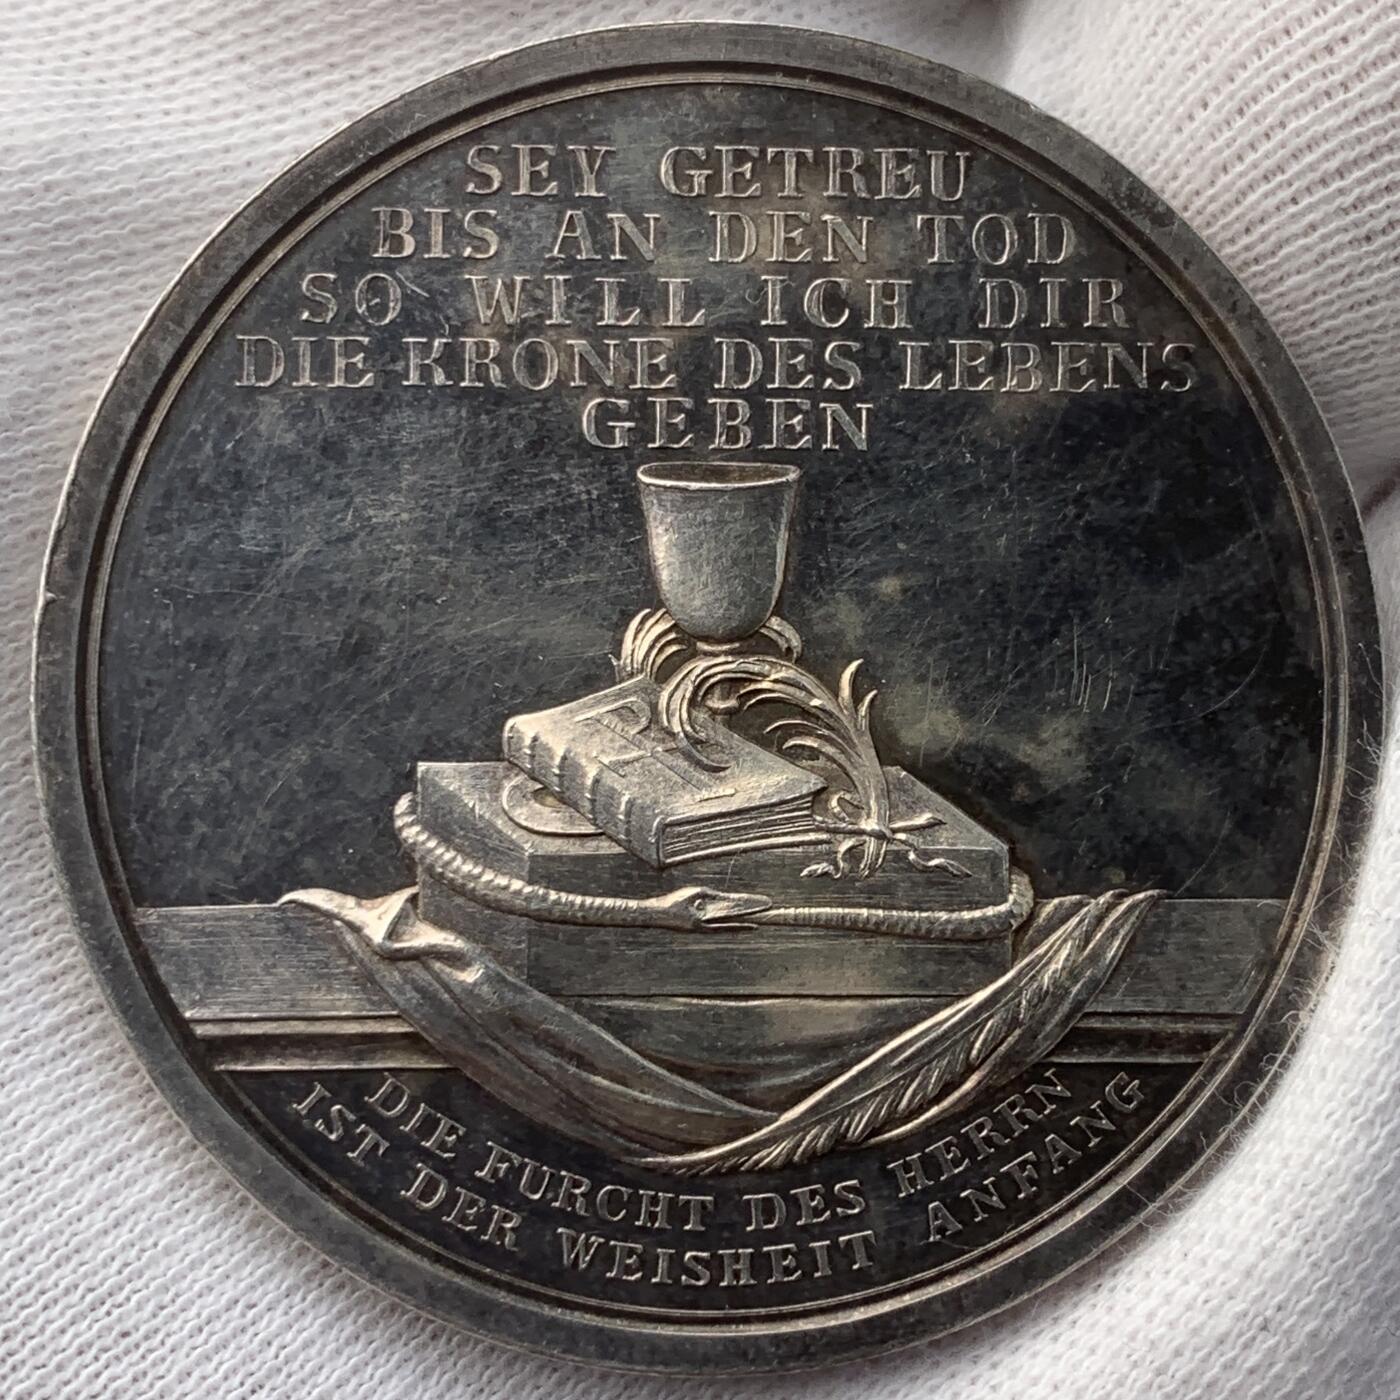 SEY GETREU
BIS AN DEN TOD
SO WILL ICH DIR
DIE KRONE DES LEBENS
GEBEN
DIE FURCHT DES HERRN
IST DER WEISHEIT ANFANG